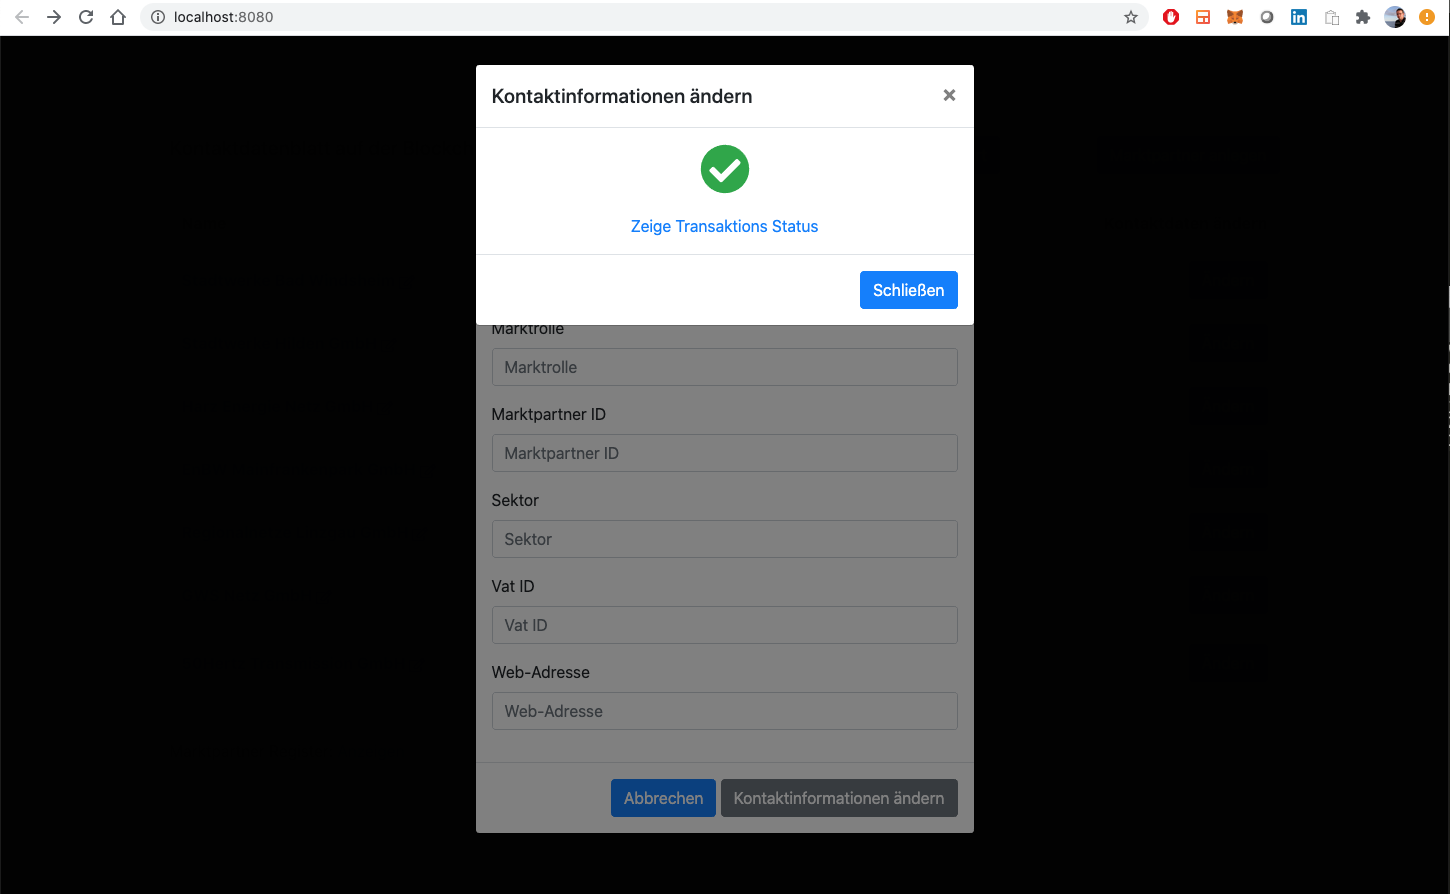 localhost:8080
Kontaktinformationen ändern
×
Zeige Transaktions Status
Schließen
Marktrolle
Marktrolle
Marktpartner ID
Marktpartner ID
Sektor
Sektor
Vat ID
Vat ID
Web-Adresse
Web-Adresse
Abbrechen Kontaktinformationen ändern